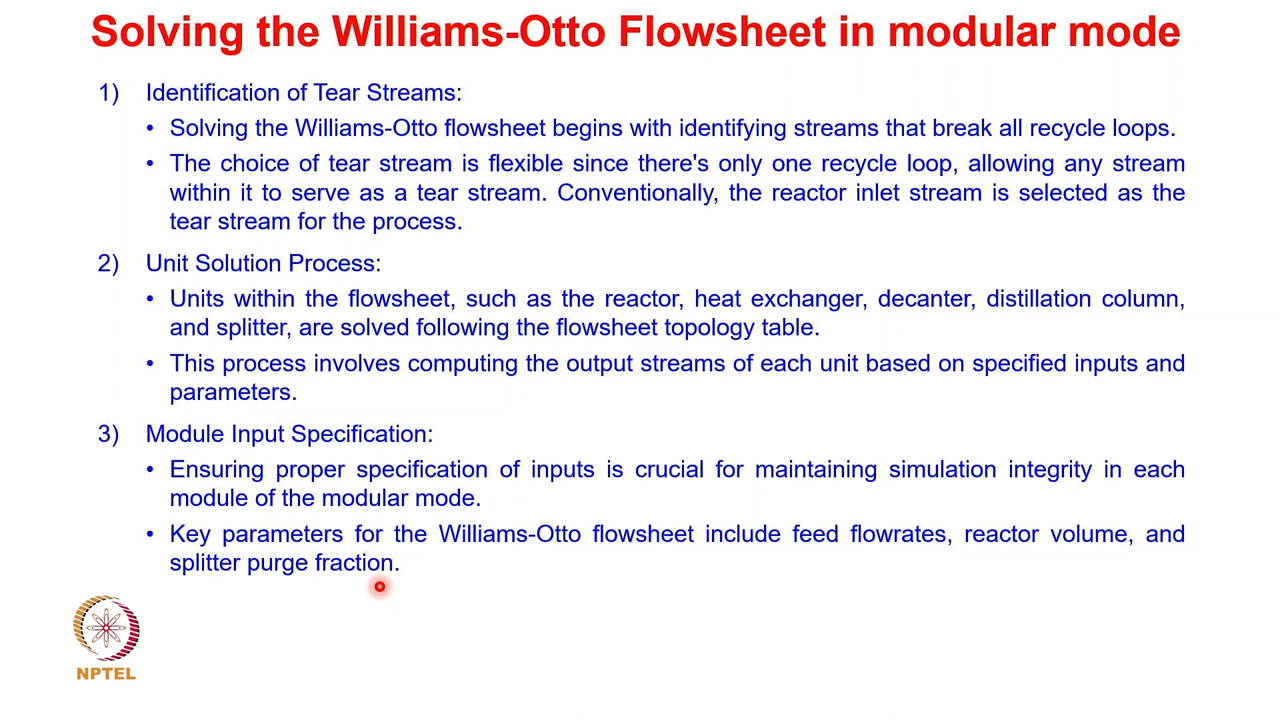 Solving the Williams-Otto Flowsheet in modular mode
1) Identification of Tear Streams:
• Solving the Williams-Otto flowsheet begins with identifying streams that break all recycle loops.
• The choice of tear stream is flexible since there's only one recycle loop, allowing any stream
within it to serve as a tear stream. Conventionally, the reactor inlet stream is selected as the
tear stream for the process.
2) Unit Solution Process:
• Units within the flowsheet, such as the reactor, heat exchanger, decanter, distillation column,
and splitter, are solved following the flowsheet topology table.
• This process involves computing the output streams of each unit based on specified inputs and
parameters.
3) Module Input Specification:
• Ensuring proper specification of inputs is crucial for maintaining simulation integrity in each
module of the modular mode.
• Key parameters for the Williams-Otto flowsheet include feed flowrates, reactor volume, and
splitter purge fraction.
NPTEL